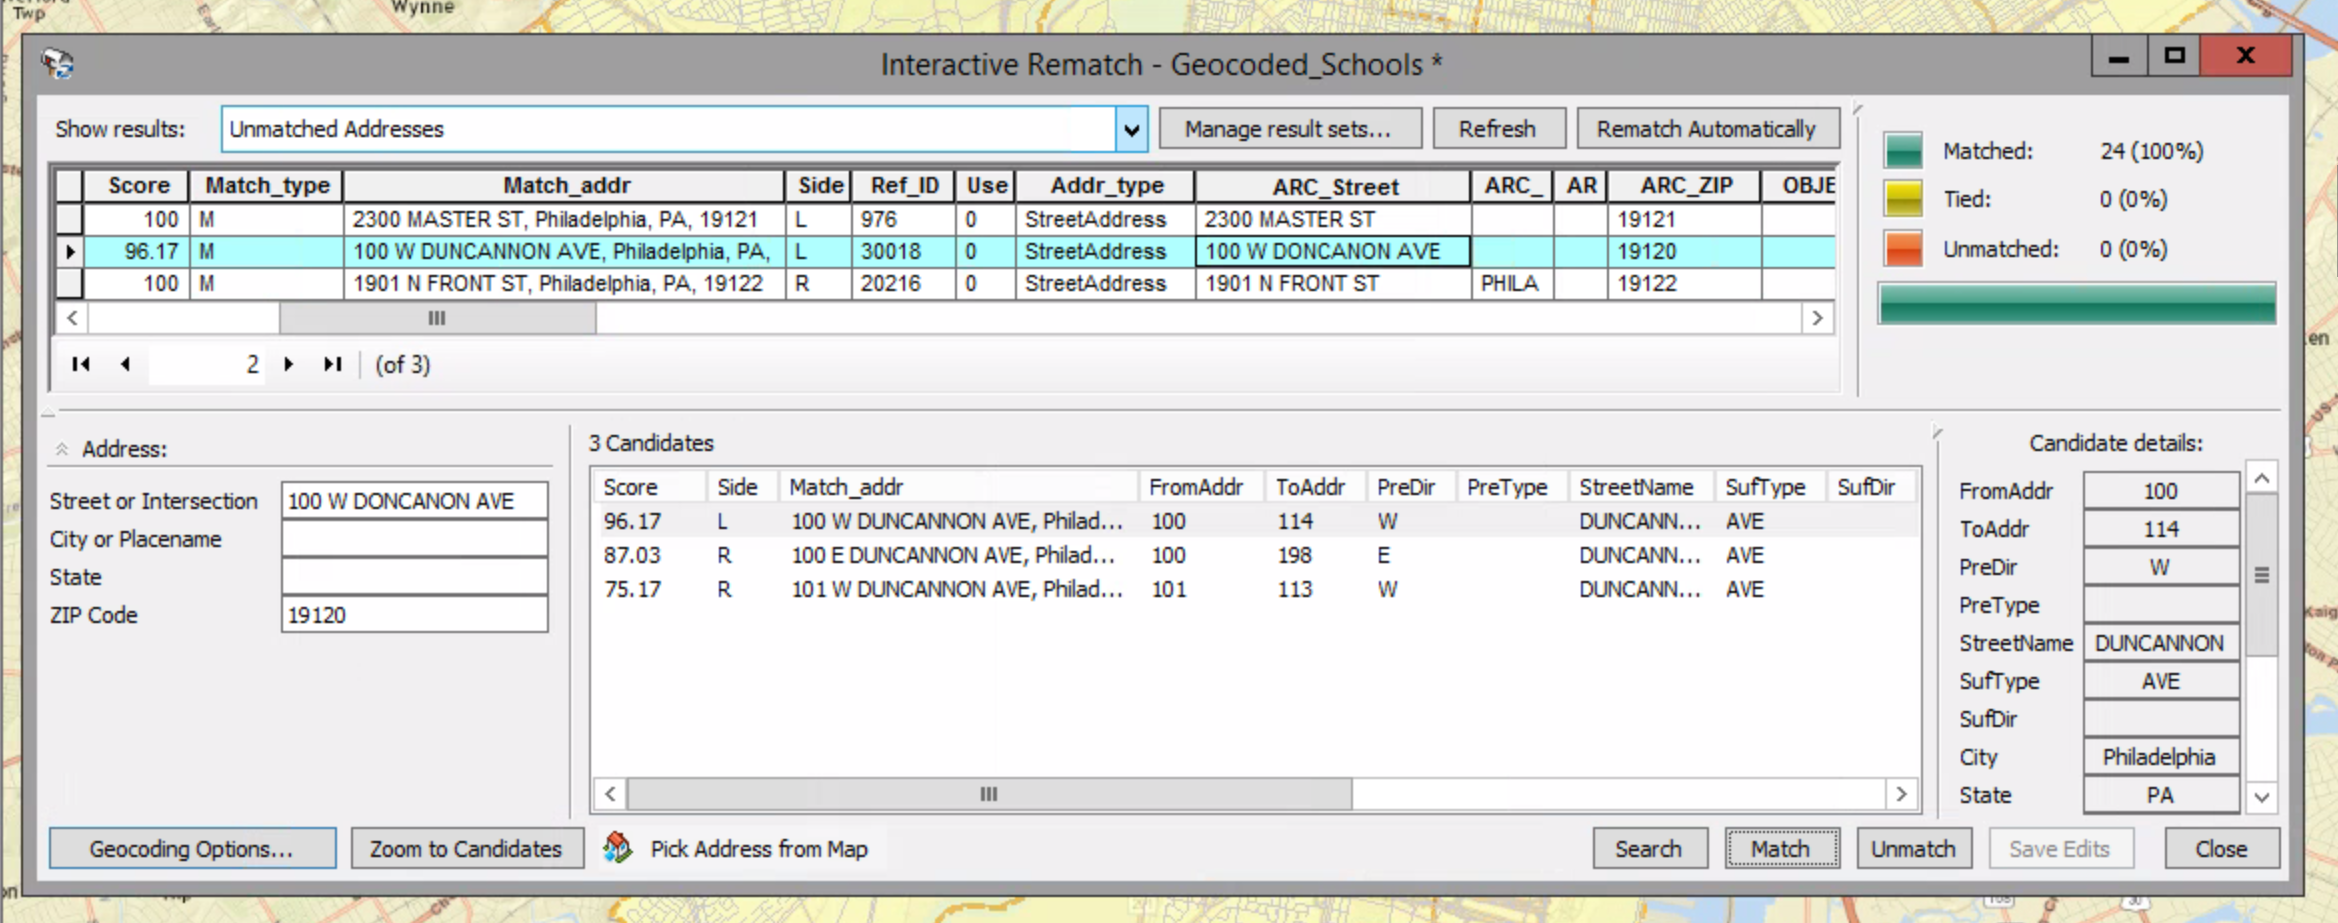 Twp
Wynne
Interactive Rematch - Geocoded_Schools *
Show results:
Unmatched Addresses
Manage result sets...
Refresh
Rematch Automatically
Score Match_type Match_addr Side Ref_ID Use Addr_type ARC_Street ARC_ AR ARC_ZIP OBJE
100 M 2300 MASTER ST, Philadelphia, PA, 19121 L 976 0 StreetAddress 2300 MASTER ST 19121
96.17 M 100 W DUNCANNON AVE, Philadelphia, PA, L 30018 0 StreetAddress 100 W DONCANON AVE 19120
100 M 1901 N FRONT ST, Philadelphia, PA, 19122 R 20216 0 StreetAddress 1901 N FRONT ST PHILA 19122
2 (of 3)
Matched: 24 (100%)
Tied: 0 (0%)
Unmatched: 0 (0%)
Address:
Street or Intersection 100 W DONCANON AVE
City or Placename
State
ZIP Code 19120
3 Candidates
Score Side Match_addr FromAddr ToAddr PreDir PreType StreetName SufType SufDir
96.17 L 100 W DUNCANNON AVE, Philad... 100 114 W DUNCANN... AVE
87.03 R 100 E DUNCANNON AVE, Philad... 100 198 E DUNCANN... AVE
75.17 R 101 W DUNCANNON AVE, Philad... 101 113 W DUNCANN... AVE
Candidate details:
FromAddr 100
ToAddr 114
PreDir W
PreType
StreetName DUNCANNON
SufType AVE
SufDir
City Philadelphia
State PA
Geocoding Options...
Zoom to Candidates
Pick Address from Map
Search
Match
Unmatch
Save Edits
Close